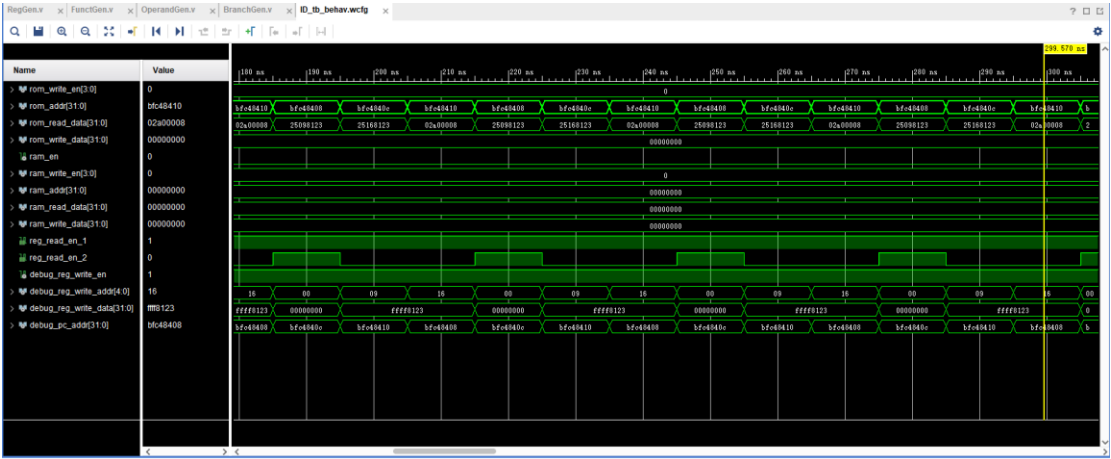 RegGen.v × FunctGen.v × OperandGen.v × BranchGen.v × ID_tb_behav.wcfg × ? □
299.570 ns
Name Value 180 ns 190 ns 200 ns 210 ns 220 ns 230 ns 240 ns 250 ns 260 ns 270 ns 280 ns 290 ns 300 ns
rom_write_en[3:0] 0 0
rom_addr[31:0] bfc48410 bfc48410 bfc48408 bfc4840c bfc48410 bfc48408 bfc4840c bfc48410 bfc48408 bfc4840c bfc48410 bfc48408 bfc4840c bfc48410 b
rom_read_data[31:0] 02a00008 02a00008 25098123 25168123 02a00008 25098123 25168123 02a00008 25098123 25168123 02a00008 25098123 25168123 02a00008 2
rom_write_data[31:0] 00000000 00000000
ram_en 0
ram_write_en[3:0] 0 0
ram_addr[31:0] 00000000 00000000
ram_read_data[31:0] 00000000 00000000
ram_write_data[31:0] 00000000 00000000
reg_read_en_1 1
reg_read_en_2 0
debug_reg_write_en 1
debug_reg_write_addr[4:0] 16 16 00 09 16 00 09 16 00 09 16 00 09 16 00
debug_reg_write_data[31:0] ffff8123 ffff8123 00000000 ffff8123 00000000 ffff8123 00000000 ffff8123 00000000 ffff8123 0
debug_pc_addr[31:0] bfc48408 bfc48408 bfc4840c bfc48410 bfc48408 bfc4840c bfc48410 bfc48408 bfc4840c bfc48410 bfc48408 bfc4840c bfc48410 bfc48408 b